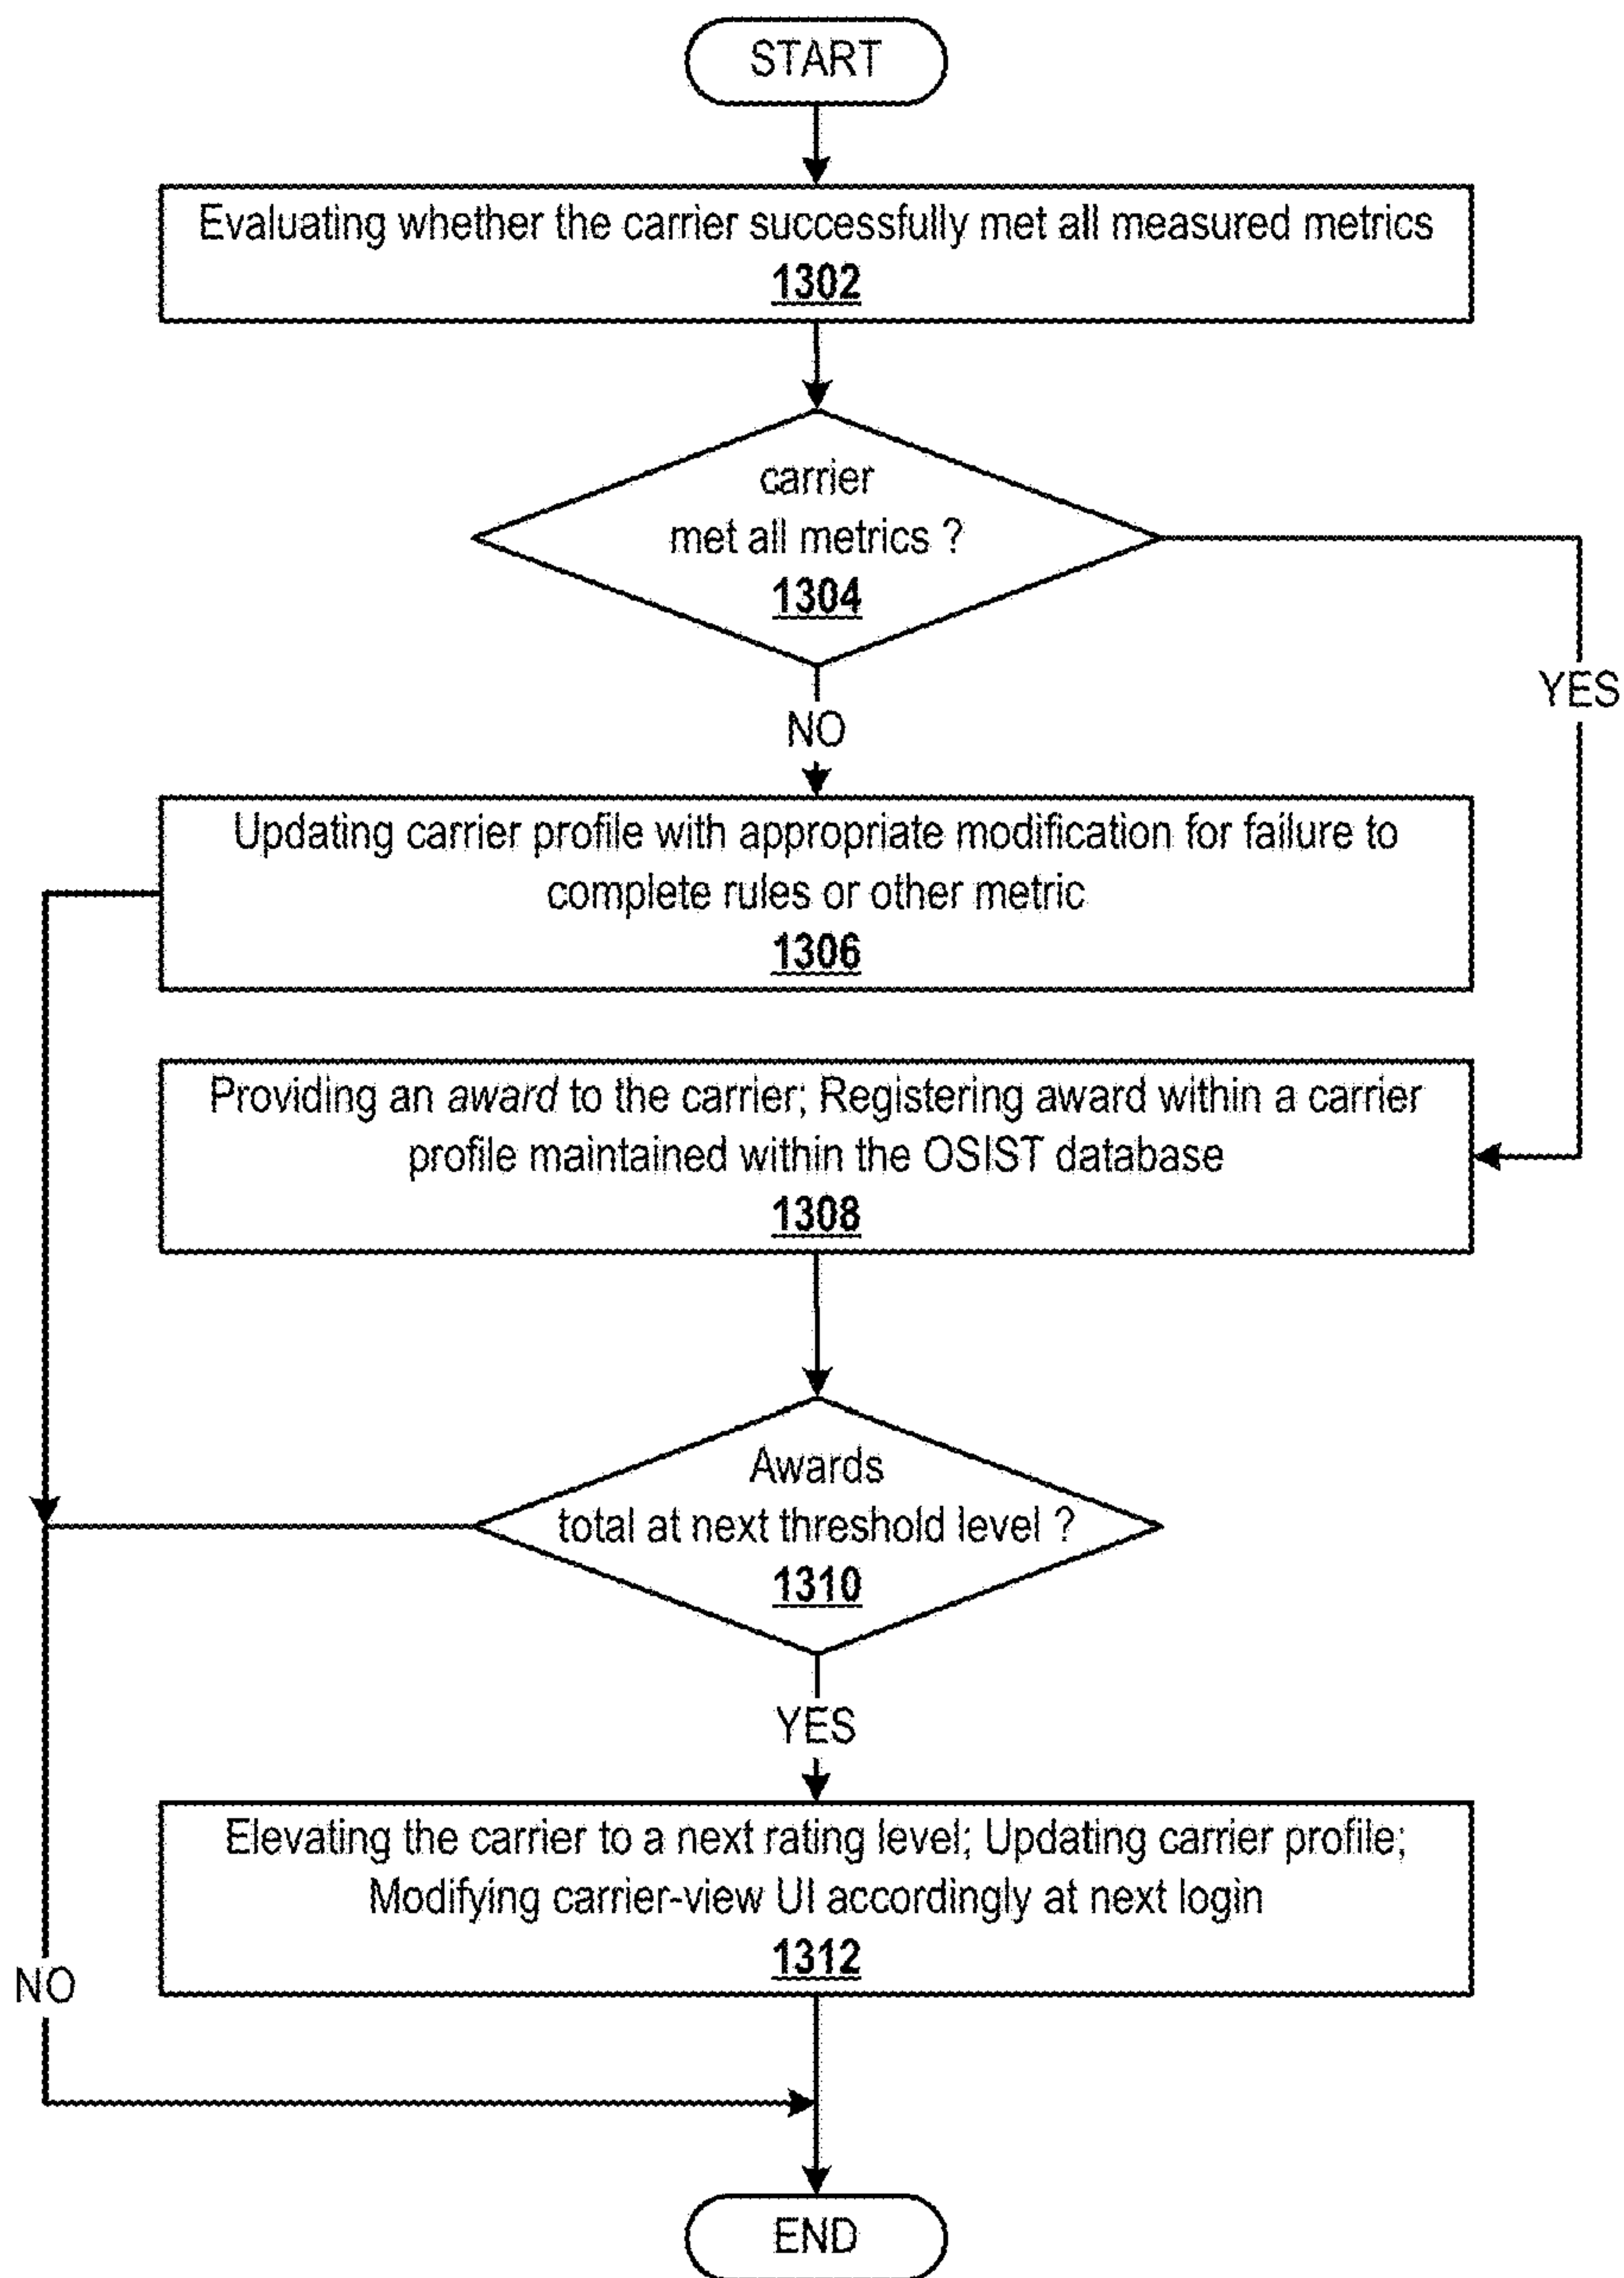 START
Evaluating whether the carrier successfully met all measured metrics
1302
carrier
met all metrics ?
1304
YES
NO
Updating carrier profile with appropriate modification for failure to
complete rules or other metric
1306
Providing an award to the carrier; Registering award within a carrier
profile maintained within the OSIST database
1308
Awards
total at next threshold level ?
1310
YES
Elevating the carrier to a next rating level; Updating carrier profile;
Modifying carrier-view UI accordingly at next login
1312
NO
END